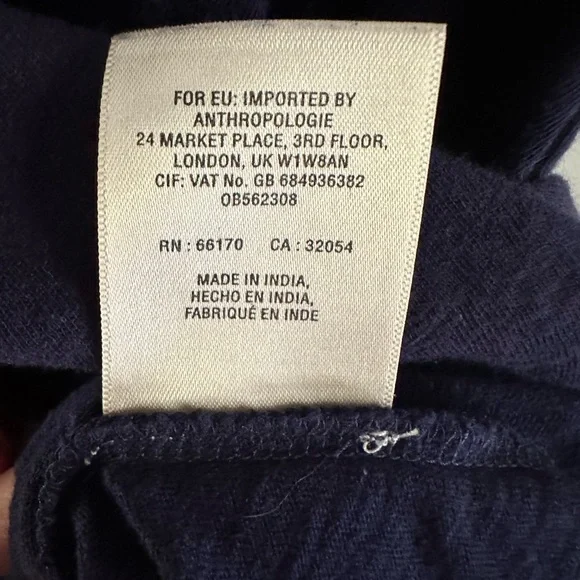 FOR EU: IMPORTED BY
ANTHROPOLOGIE
24 MARKET PLACE, 3RD FLOOR,
LONDON, UK W1W8AN
CIF: VAT No. GB 684936382
OB562308
RN : 66170 CA : 32054
MADE IN INDIA,
HECHO EN INDIA,
FABRIQUÉ EN INDE